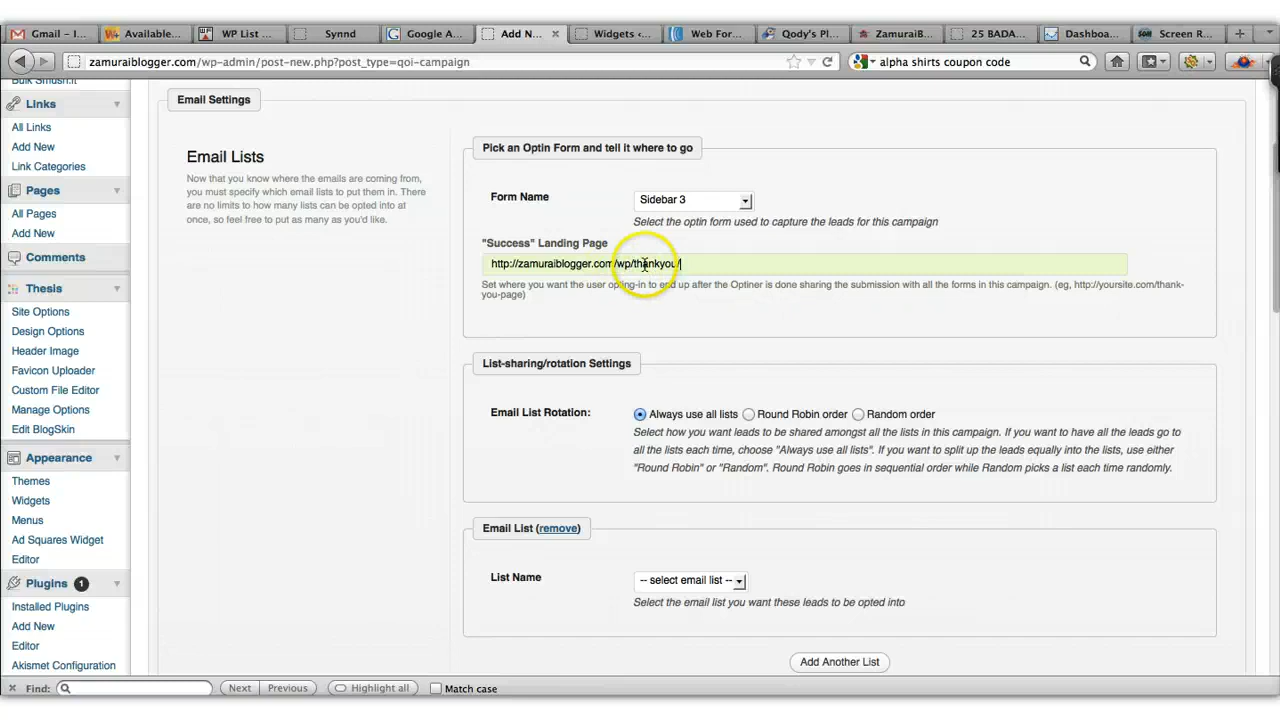 Gmail – I...
Available...
WP List ...
Synnd
Google A...
Add N...
Widgets ‹...
Web For...
Qody's Pl...
ZamuraiB...
25 BADA...
Dashboa...
Screen R...
zamuraiblogger.com/wp-admin/post-new.php?post_type=qoi-campaign
alpha shirts coupon code
Bulk Smush.it
Links
All Links
Add New
Link Categories
Pages
All Pages
Add New
Comments
Thesis
Site Options
Design Options
Header Image
Favicon Uploader
Custom File Editor
Manage Options
Edit BlogSkin
Appearance
Themes
Widgets
Menus
Ad Squares Widget
Editor
Plugins 1
Installed Plugins
Add New
Editor
Akismet Configuration
Email Settings
Email Lists
Now that you know where the emails are coming from,
you must specify which email lists to put them in. There
are no limits to how many lists can be opted into at
once, so feel free to put as many as you'd like.
Pick an Optin Form and tell it where to go
Form Name
Sidebar 3
Select the optin form used to capture the leads for this campaign
"Success" Landing Page
http://zamuraiblogger.com/wp/thankyou/
Set where you want the user opting-in to end up after the Optiner is done sharing the submission with all the forms in this campaign. (eg, http://yoursite.com/thank-
you-page)
List-sharing/rotation Settings
Email List Rotation:
Always use all lists
Round Robin order
Random order
Select how you want leads to be shared amongst all the lists in this campaign. If you want to have all the leads go to
all the lists each time, choose "Always use all lists". If you want to split up the leads equally into the lists, use either
"Round Robin" or "Random". Round Robin goes in sequential order while Random picks a list each time randomly.
Email List (remove)
List Name
-- select email list --
Select the email list you want these leads to be opted into
Add Another List
Find:
Next
Previous
Highlight all
Match case